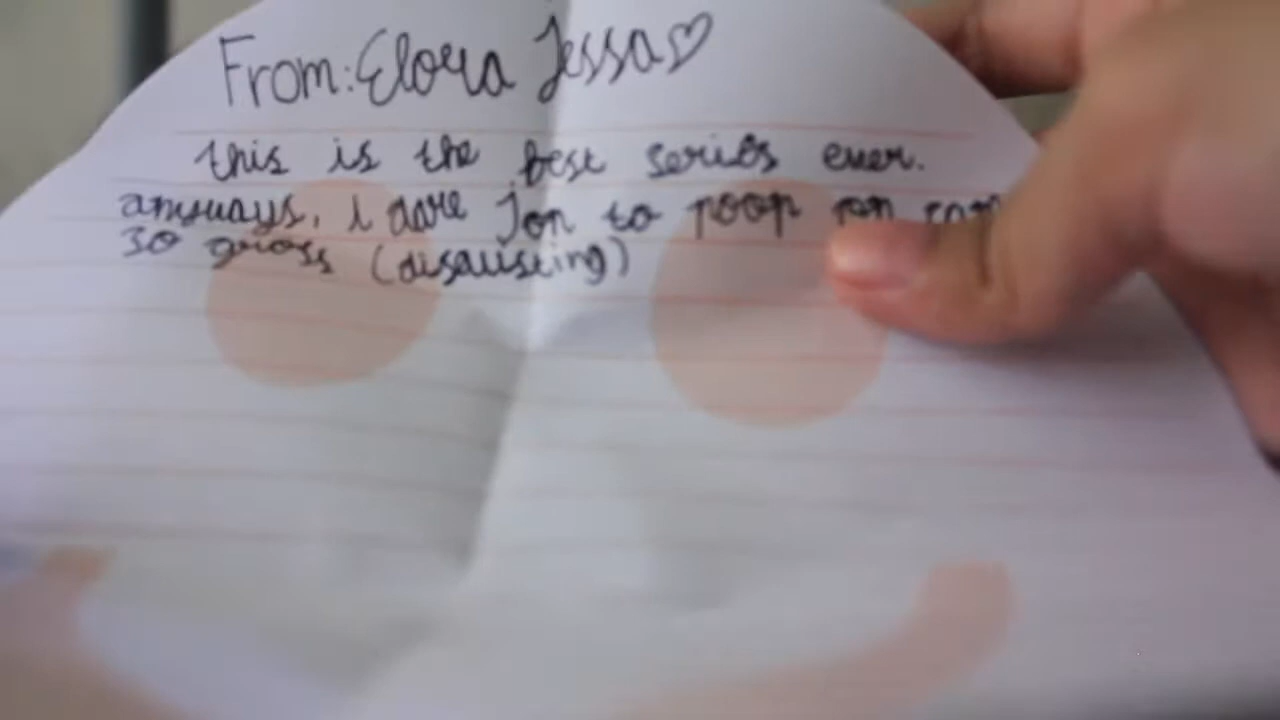 From: Elora Jessa♡
this is the best series ever.
anyways, i dare Jon to poop on
so gross (disgusting)